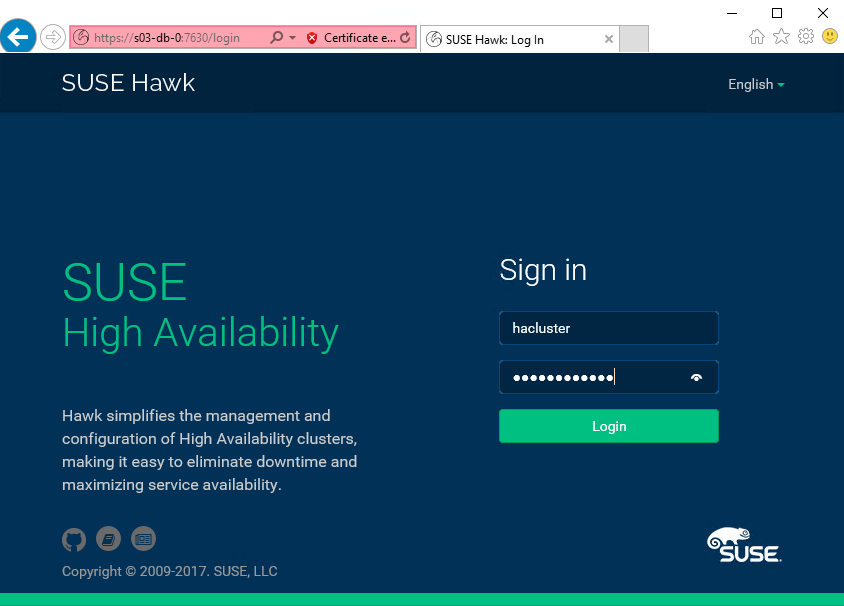 https://s03-db-0:7630/login
Certificate e...
SUSE Hawk: Log In
SUSE Hawk
English
SUSE
High Availability
Hawk simplifies the management and
configuration of High Availability clusters,
making it easy to eliminate downtime and
maximizing service availability.
Copyright © 2009-2017. SUSE, LLC
Sign in
hacluster
●●●●●●●●●●●●
Login
SUSE.